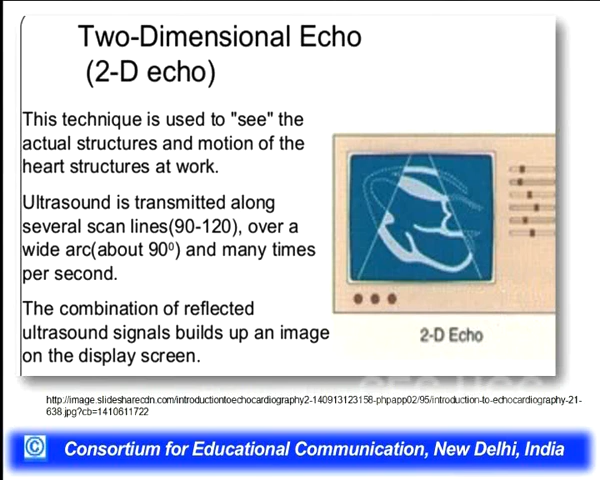 Two-Dimensional Echo
(2-D echo)
This technique is used to "see" the
actual structures and motion of the
heart structures at work.
Ultrasound is transmitted along
several scan lines(90-120), over a
wide arc(about 90⁰) and many times
per second.
The combination of reflected
ultrasound signals builds up an image
on the display screen.
2-D Echo
CEC UGC
http://image.slidesharecdn.com/introductiontoechocardiography2-140913123158-phpapp02/95/introduction-to-echocardiography-21-
638.jpg?cb=1410611722
© Consortium for Educational Communication, New Delhi, India